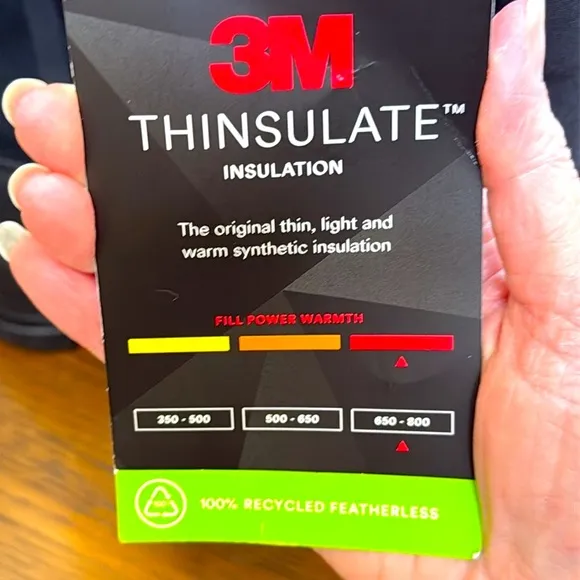 3M
THINSULATE™
INSULATION
The original thin, light and
warm synthetic insulation
FILL POWER WARMTH
350 - 500 500 - 650 650 - 800
100% RECYCLED FEATHERLESS